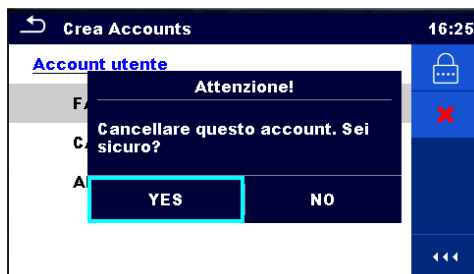 Crea Accounts
16:25
Account utente
Attenzione!
Cancellare questo account. Sei
sicuro?
YES
NO